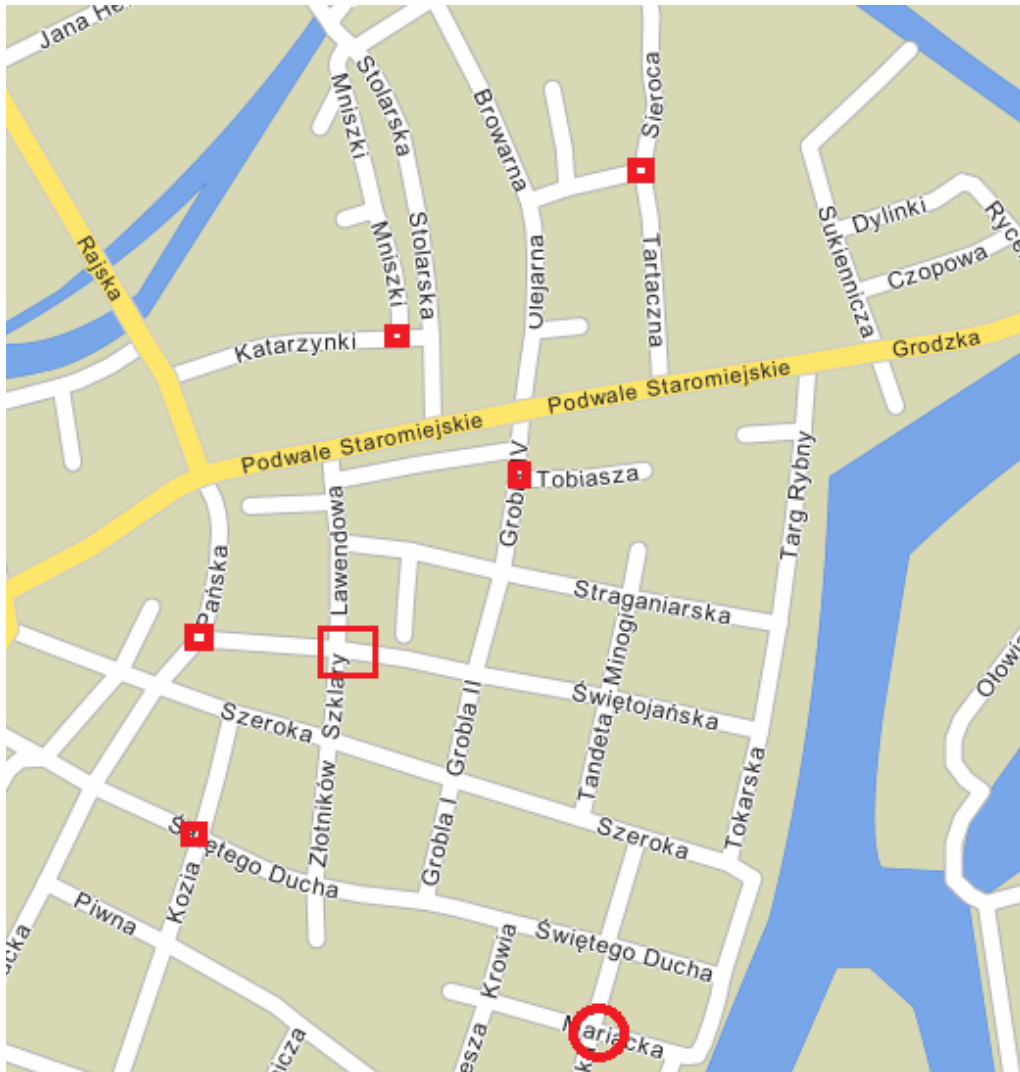 Jana He
Stolarska
Mniszki
Browarna
Sieroca
Stolarska
Mniszki
Rajska
Olejarna
Tartaczna
Sukiennicza
Dylinki
Ryce
Czopowa
Katarzynki
Grodzka
Podwale Staromiejskie
Podwale Staromiejskie
Targ Rybny
Tobiasza
Grobla IV
Lawendowa
Pańska
Straganiarska
Minogi
Tandeta
Świętojańska
Szklary
Szeroka
Grobla II
Ołowia
Złotników
Grobla I
Tokarska
Szeroka
Świętego Ducha
Kozia
Piwna
Krowia
Świętego Ducha
Mariacka